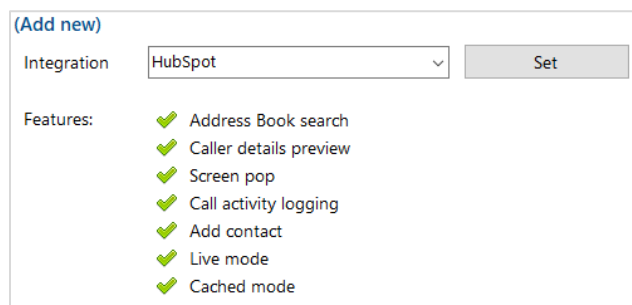 (Add new)
Integration HubSpot Set
Features: Address Book search
Caller details preview
Screen pop
Call activity logging
Add contact
Live mode
Cached mode